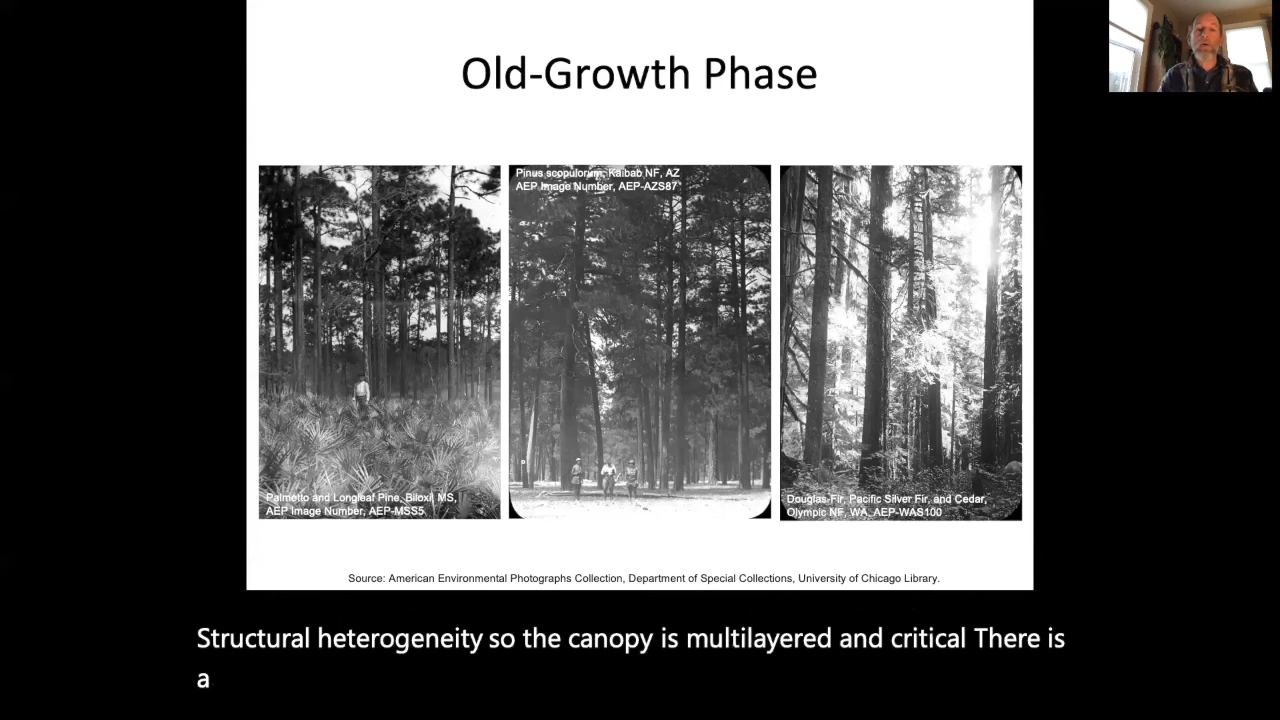 Old-Growth Phase
Pinus scopulorum, Kaibab NF, AZ
AEP Image Number, AEP-AZS87
Palmetto and Longleaf Pine, Biloxi, MS,
AEP Image Number, AEP-MSS5
Douglas-Fir, Pacific Silver Fir, and Cedar,
Olympic NF, WA, AEP-WAS100
Source: American Environmental Photographs Collection, Department of Special Collections, University of Chicago Library.
Structural heterogeneity so the canopy is multilayered and critical There is
a